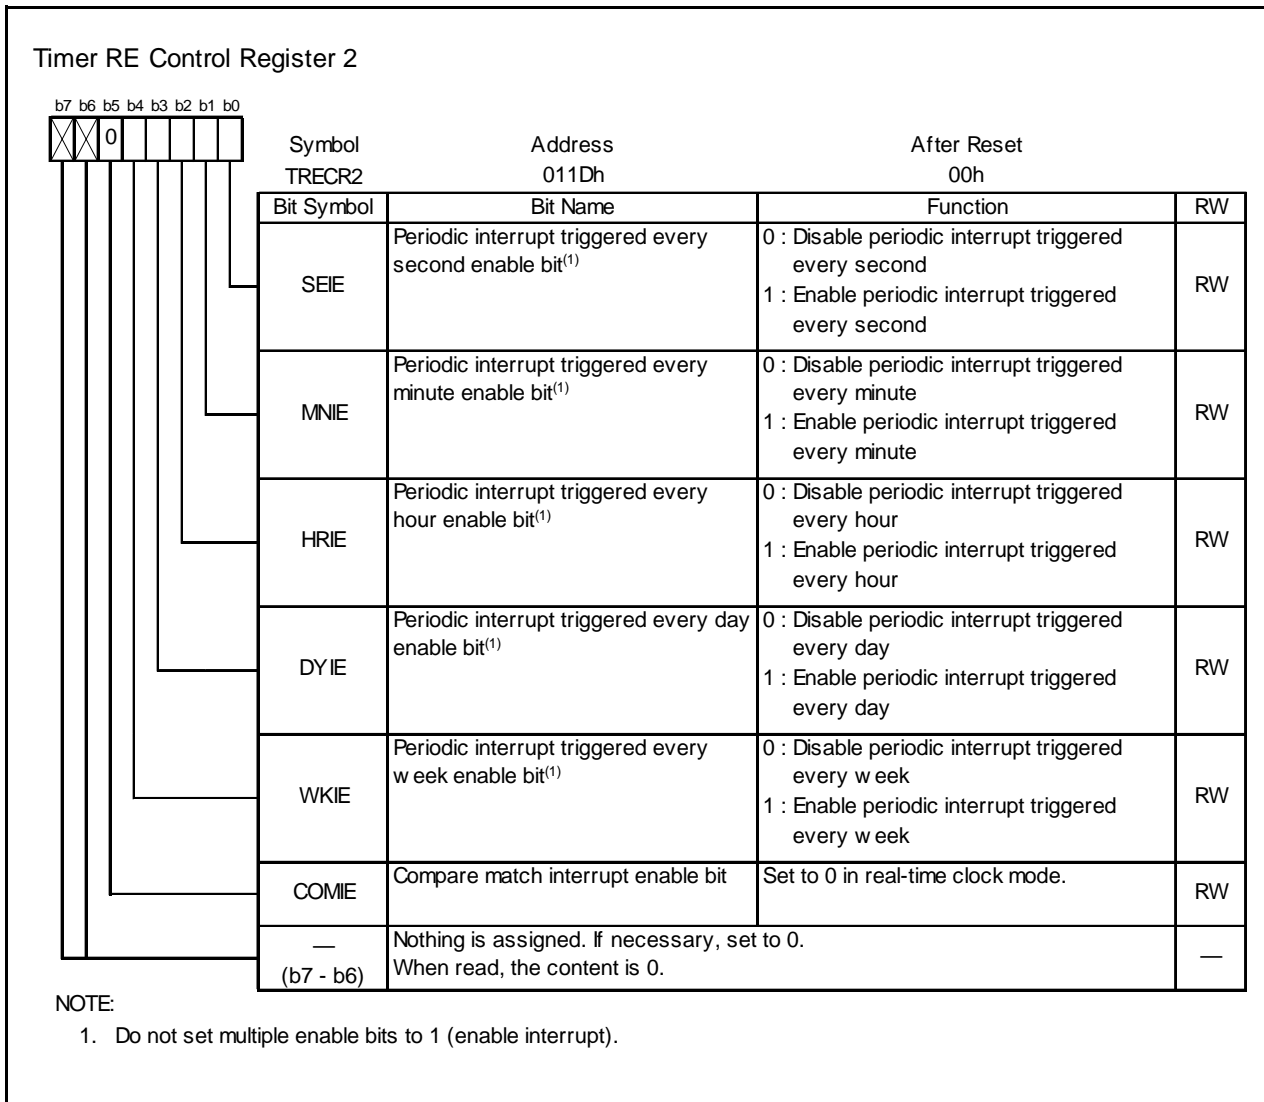 Timer RE Control Register 2
b7 b6 b5 b4 b3 b2 b1 b0
0
Symbol Address After Reset
TRECR2 011Dh 00h
Bit Symbol Bit Name Function RW
SEIE
Periodic interrupt triggered every
second enable bit(1)
0 : Disable periodic interrupt triggered
every second
1 : Enable periodic interrupt triggered
every second
RW
MNIE
Periodic interrupt triggered every
minute enable bit(1)
0 : Disable periodic interrupt triggered
every minute
1 : Enable periodic interrupt triggered
every minute
RW
HRIE
Periodic interrupt triggered every
hour enable bit(1)
0 : Disable periodic interrupt triggered
every hour
1 : Enable periodic interrupt triggered
every hour
RW
DYIE
Periodic interrupt triggered every day
enable bit(1)
0 : Disable periodic interrupt triggered
every day
1 : Enable periodic interrupt triggered
every day
RW
WKIE
Periodic interrupt triggered every
week enable bit(1)
0 : Disable periodic interrupt triggered
every week
1 : Enable periodic interrupt triggered
every week
RW
COMIE
Compare match interrupt enable bit
Set to 0 in real-time clock mode.
RW
—
(b7 - b6)
Nothing is assigned. If necessary, set to 0.
When read, the content is 0.
—
NOTE:
1. Do not set multiple enable bits to 1 (enable interrupt).